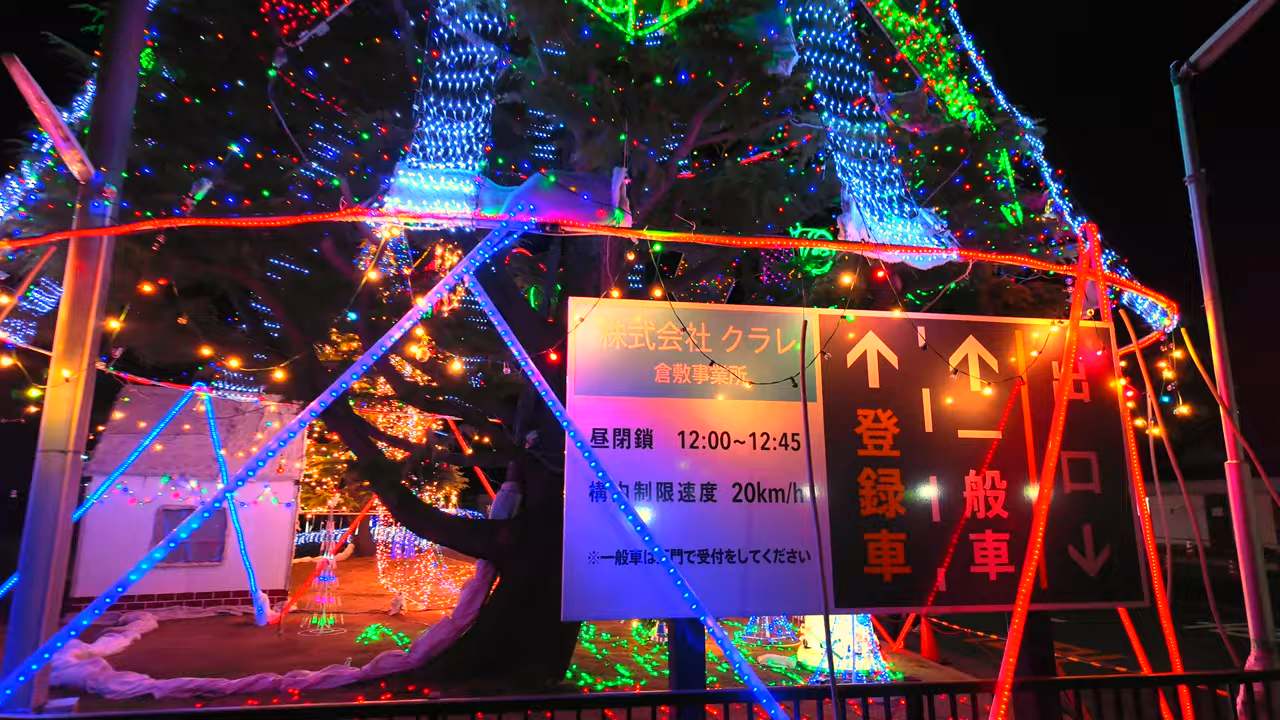 株式会社 クラレ
倉敷事業所
昼閉鎖 12:00~12:45
構内制限速度 20km/h
※一般車は正門で受付をしてください
登録車
一般車
出口